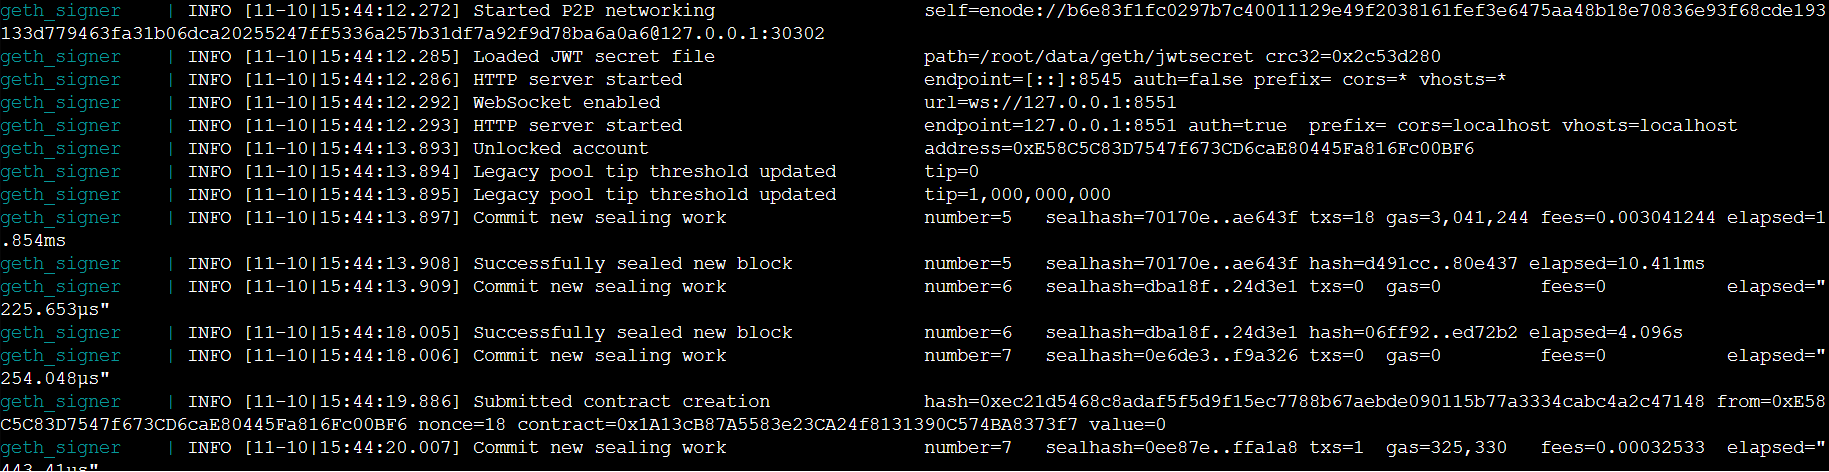 geth_signer | INFO [11-10|15:44:12.272] Started P2P networking self=enode://b6e83f1fc0297b7c40011129e49f2038161fef3e6475aa48b18e70836e93f68cde193
133d779463fa31b06dca20255247ff5336a257b31df7a92f9d78ba6a0a6@127.0.0.1:30302
geth_signer | INFO [11-10|15:44:12.285] Loaded JWT secret file path=/root/data/geth/jwtsecret crc32=0x2c53d280
geth_signer | INFO [11-10|15:44:12.286] HTTP server started endpoint=[::]:8545 auth=false prefix= cors=* vhosts=*
geth_signer | INFO [11-10|15:44:12.292] WebSocket enabled url=ws://127.0.0.1:8551
geth_signer | INFO [11-10|15:44:12.293] HTTP server started endpoint=127.0.0.1:8551 auth=true prefix= cors=localhost vhosts=localhost
geth_signer | INFO [11-10|15:44:13.893] Unlocked account address=0xE58C5C83D7547f673CD6caE80445Fa816Fc00BF6
geth_signer | INFO [11-10|15:44:13.894] Legacy pool tip threshold updated tip=0
geth_signer | INFO [11-10|15:44:13.895] Legacy pool tip threshold updated tip=1,000,000,000
geth_signer | INFO [11-10|15:44:13.897] Commit new sealing work number=5 sealhash=70170e..ae643f txs=18 gas=3,041,244 fees=0.003041244 elapsed=1
.854ms
geth_signer | INFO [11-10|15:44:13.908] Successfully sealed new block number=5 sealhash=70170e..ae643f hash=d491cc..80e437 elapsed=10.411ms
geth_signer | INFO [11-10|15:44:13.909] Commit new sealing work number=6 sealhash=dba18f..24d3e1 txs=0 gas=0 fees=0 elapsed="
225.653µs"
geth_signer | INFO [11-10|15:44:18.005] Successfully sealed new block number=6 sealhash=dba18f..24d3e1 hash=06ff92..ed72b2 elapsed=4.096s
geth_signer | INFO [11-10|15:44:18.006] Commit new sealing work number=7 sealhash=0e6de3..f9a326 txs=0 gas=0 fees=0 elapsed="
254.048µs"
geth_signer | INFO [11-10|15:44:19.886] Submitted contract creation hash=0xec21d5468c8adaf5f5d9f15ec7788b67aebde090115b77a3334cabc4a2c47148 from=0xE58
C5C83D7547f673CD6caE80445Fa816Fc00BF6 nonce=18 contract=0x1A13cB87A5583e23CA24f8131390C574BA8373f7 value=0
geth_signer | INFO [11-10|15:44:20.007] Commit new sealing work number=7 sealhash=0ee87e..ffa1a8 txs=1 gas=325,330 fees=0.00032533 elapsed="
443.41µs"